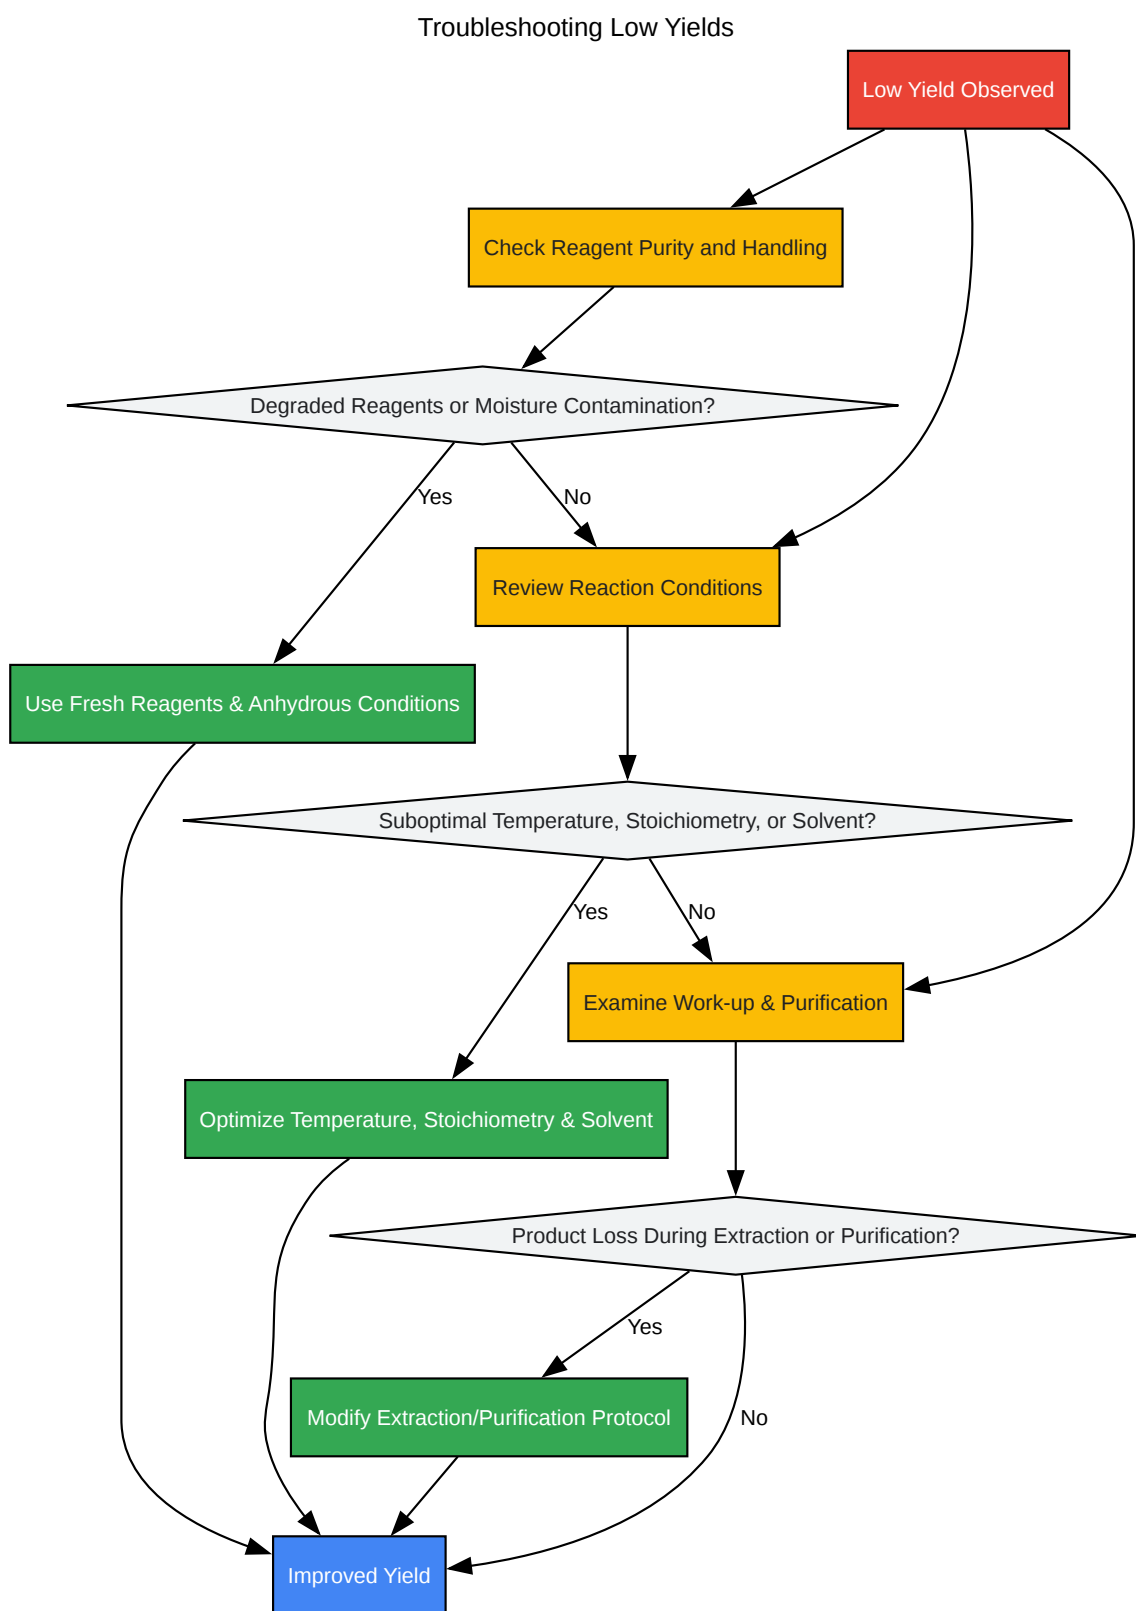 Troubleshooting Low Yields
Low Yield Observed
Check Reagent Purity and Handling
Degraded Reagents or Moisture Contamination?
Yes
No
Review Reaction Conditions
Use Fresh Reagents & Anhydrous Conditions
Suboptimal Temperature, Stoichiometry, or Solvent?
Yes
No
Examine Work-up & Purification
Optimize Temperature, Stoichiometry & Solvent
Product Loss During Extraction or Purification?
Yes
Modify Extraction/Purification Protocol
No
Improved Yield